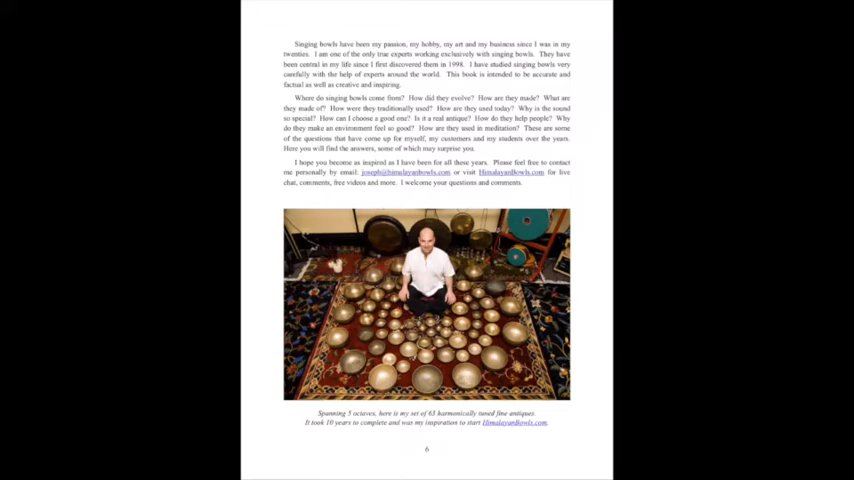 Singing bowls have been my passion, my hobby, my art and my business since I was in my
twenties. I am one of the only true experts working exclusively with singing bowls. They have
been central in my life since I first discovered them in 1998. I have studied singing bowls very
carefully with the help of experts around the world. This book is intended to be accurate and
factual as well as creative and inspiring.
Where do singing bowls come from? How did they evolve? How are they made? What are
they made of? How were they traditionally used? How are they used today? Why is the sound
so special? How can I choose a good one? Is it a real antique? How do they help people? Why
do they make an environment feel so good? How are they used in meditation? These are some
of the questions that have come up for myself, my customers and my students over the years.
Here you will find the answers, some of which may surprise you.
I hope you become as inspired as I have been for all these years. Please feel free to contact
me personally by email: joseph@himalayanbowls.com or visit HimalayanBowls.com for live
chat, comments, free videos and more. I welcome your questions and comments.
Spanning 5 octaves, here is my set of 63 harmonically tuned fine antiques.
It took 10 years to complete and was my inspiration to start HimalayanBowls.com.
6